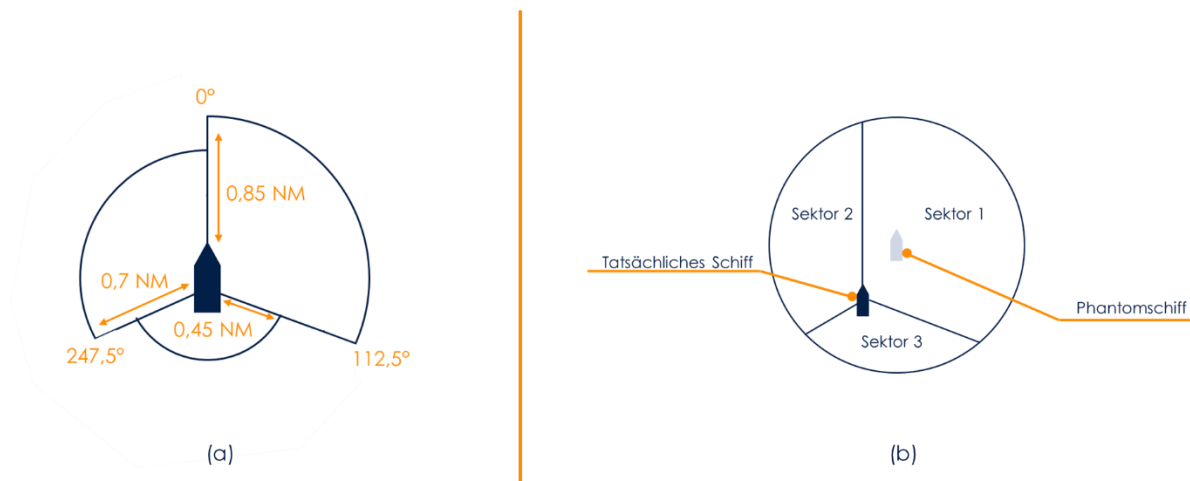 0°
0,85 NM
0,7 NM
0,45 NM
247,5°
112,5°
(a)
Sektor 2
Sektor 1
Tatsächliches Schiff
Phantomschiff
Sektor 3
(b)